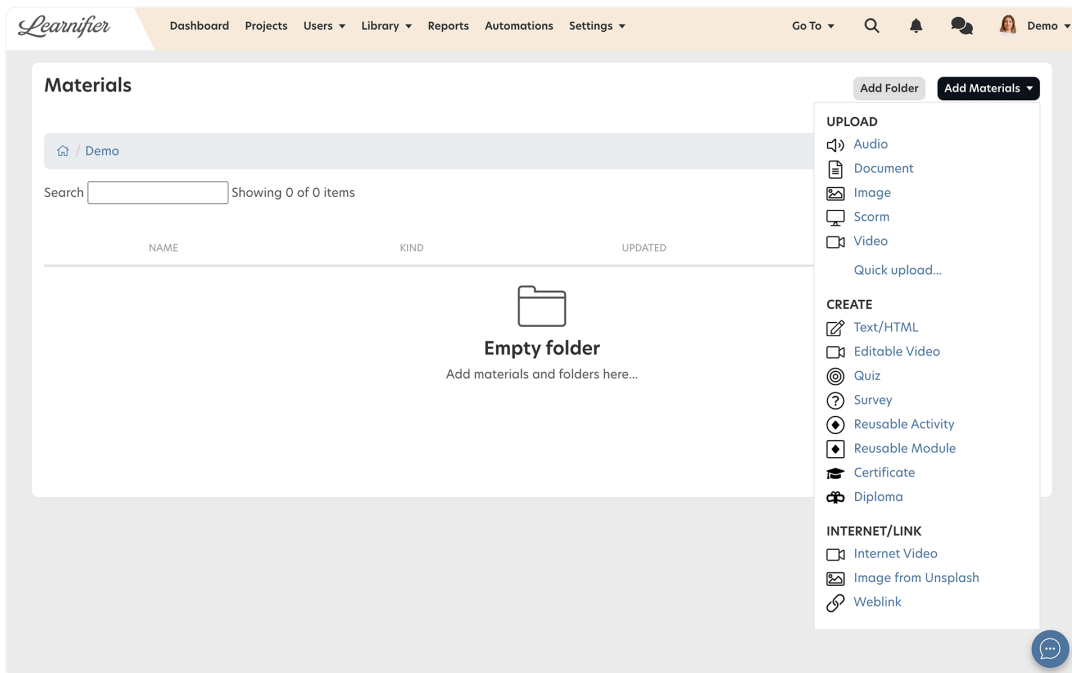 Learnifier Dashboard Projects Users Library Reports Automations Settings Go To Demo
Materials
Add Folder Add Materials
Demo
Search Showing 0 of 0 items
NAME KIND UPDATED
Empty folder
Add materials and folders here...
UPLOAD
Audio
Document
Image
Scorm
Video
Quick upload...
CREATE
Text/HTML
Editable Video
Quiz
Survey
Reusable Activity
Reusable Module
Certificate
Diploma
INTERNET/LINK
Internet Video
Image from Unsplash
Weblink